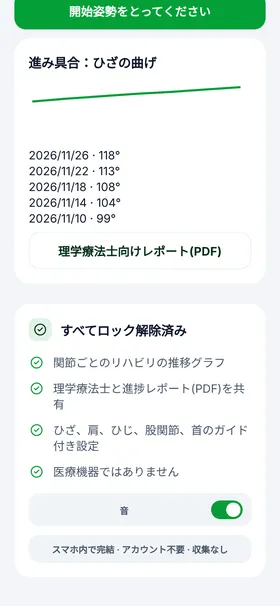 開始姿勢をとってください
進み具合：ひざの曲げ
2026/11/26 · 118°
2026/11/22 · 113°
2026/11/18 · 108°
2026/11/14 · 104°
2026/11/10 · 99°
理学療法士向けレポート(PDF)
すべてロック解除済み
関節ごとのリハビリの推移グラフ
理学療法士と進捗レポート(PDF)を共
有
ひざ、肩、ひじ、股関節、首のガイド
付き設定
医療機器ではありません
音
スマホ内で完結 · アカウント不要 · 収集なし